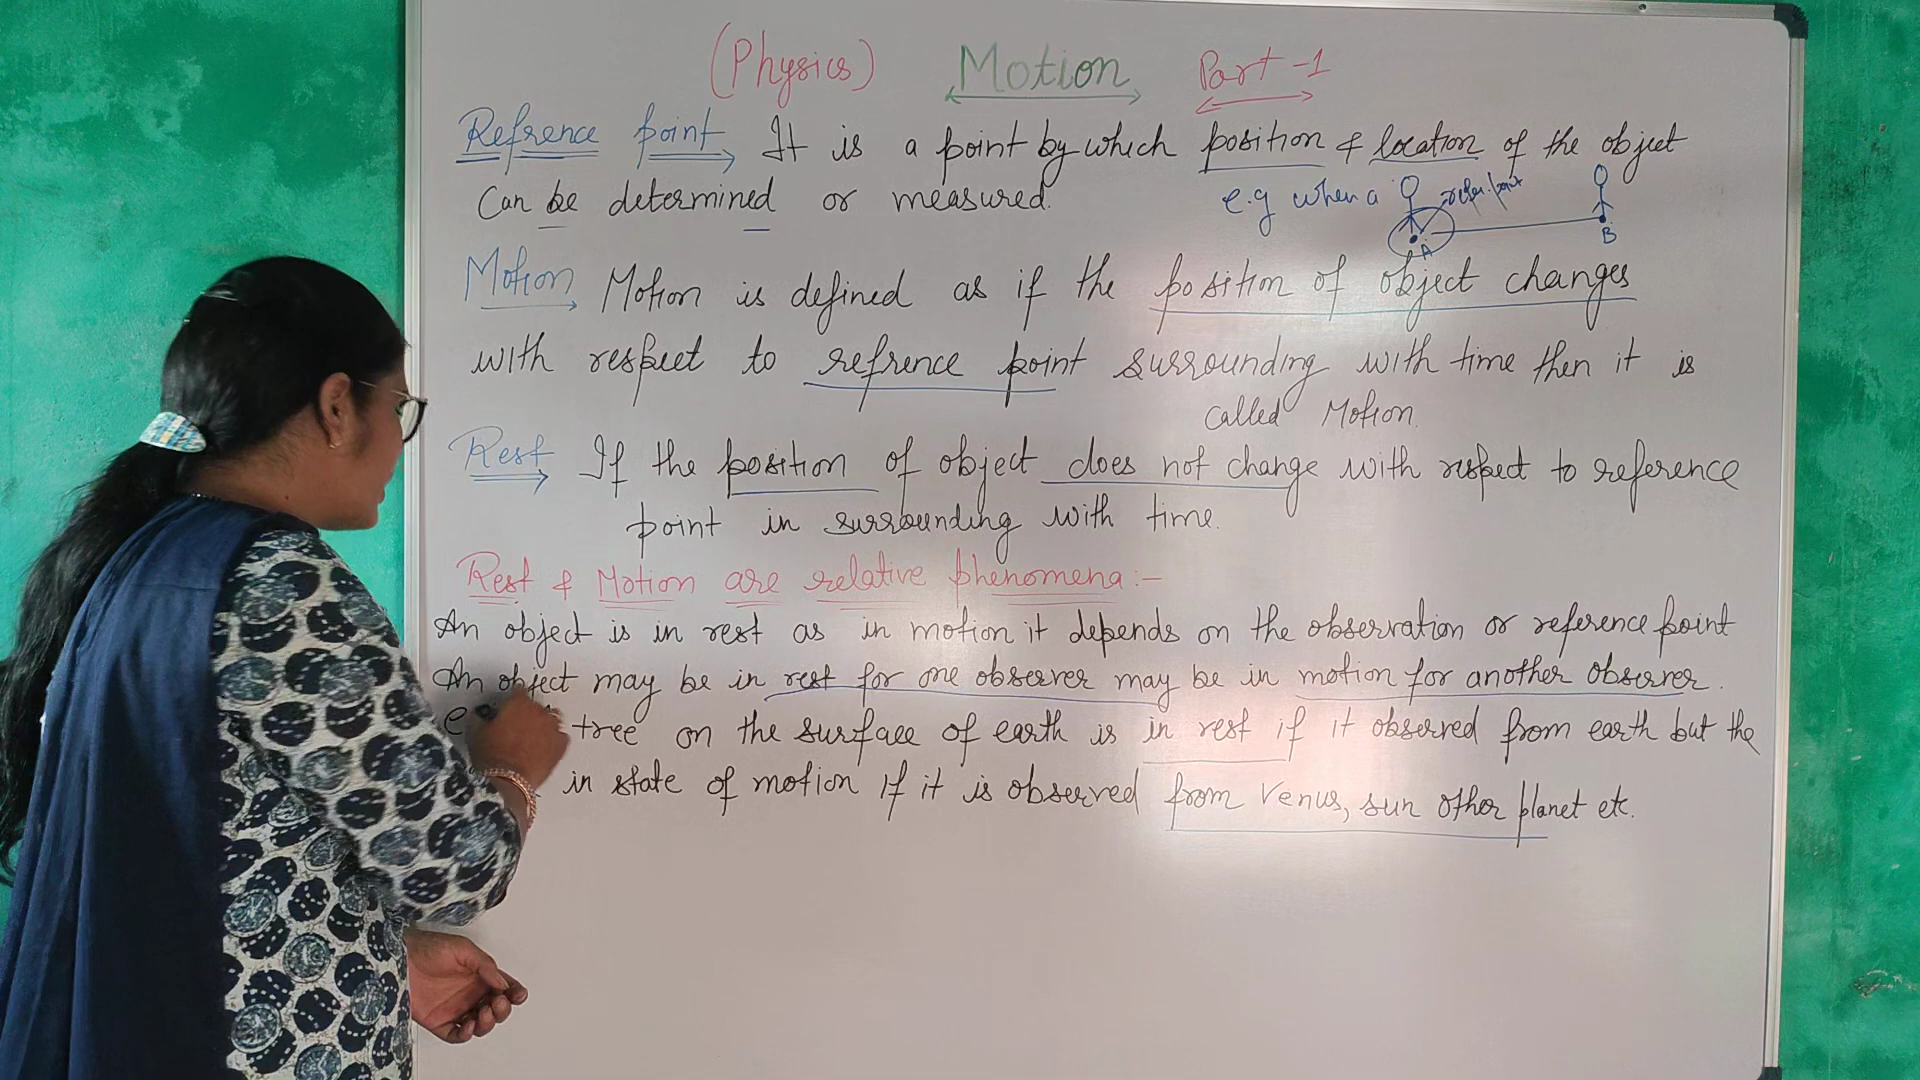 (Physics) Motion Part-1
Refrence point It is a point by which position & location of the object
Can be determined or measured. e.g when a refer. point
A B
Motion Motion is defined as if the position of object changes
with respect to refrence point surrounding with time then it is
called Motion.
Rest If the position of object does not change with respect to reference
point in surrounding with time.
Rest & Motion are relative phenomena:-
An object is in rest as in motion it depends on the observation or reference point
An object may be in rest for one observer may be in motion for another observer.
tree on the surface of earth is in rest if it observed from earth but the
in state of motion If it is observed from Venus, sun other planet etc.